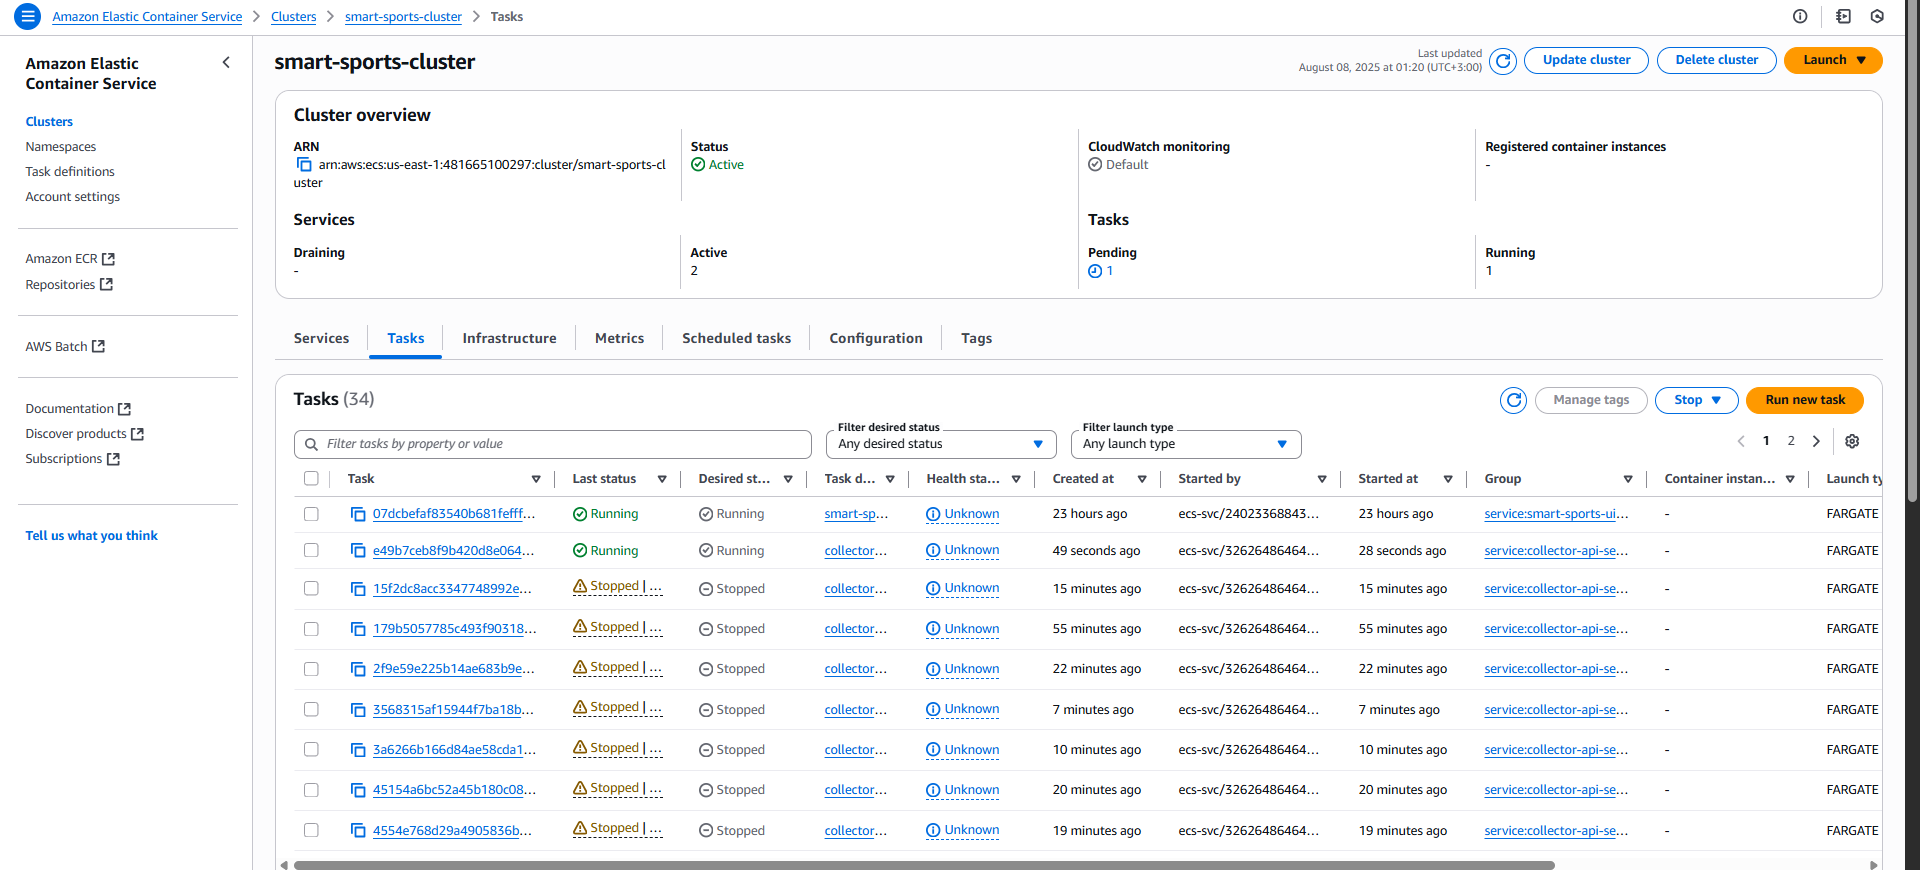 Amazon Elastic Container Service > Clusters > smart-sports-cluster > Tasks
Amazon Elastic
Container Service
Clusters
Namespaces
Task definitions
Account settings
Amazon ECR
Repositories
AWS Batch
Documentation
Discover products
Subscriptions
Tell us what you think
smart-sports-cluster
Last updated
August 08, 2025 at 01:20 (UTC+3:00)
Update cluster
Delete cluster
Launch
Cluster overview
ARN
arn:aws:ecs:us-east-1:481665100297:cluster/smart-sports-cl
uster
Status
Active
CloudWatch monitoring
Default
Registered container instances
-
Services
Draining
-
Active
2
Tasks
Pending
1
Running
1
Services Tasks Infrastructure Metrics Scheduled tasks Configuration Tags
Tasks (34)
Manage tags
Stop
Run new task
Filter tasks by property or value
Filter desired status
Any desired status
Filter launch type
Any launch type
1 2
Task Last status Desired st... Task d... Health sta... Created at Started by Started at Group Container instan... Launch ty
07dcbefaf83540b681fefff... Running Running smart-sp... Unknown 23 hours ago ecs-svc/24023368843... 23 hours ago service:smart-sports-ui... - FARGATE
e49b7ceb8f9b420d8e064... Running Running collector... Unknown 49 seconds ago ecs-svc/32626486464... 28 seconds ago service:collector-api-se... - FARGATE
15f2dc8acc3347748992e... Stopped | ... Stopped collector... Unknown 15 minutes ago ecs-svc/32626486464... 15 minutes ago service:collector-api-se... - FARGATE
179b5057785c493f90318... Stopped | ... Stopped collector... Unknown 55 minutes ago ecs-svc/32626486464... 55 minutes ago service:collector-api-se... - FARGATE
2f9e59e225b14ae683b9e... Stopped | ... Stopped collector... Unknown 22 minutes ago ecs-svc/32626486464... 22 minutes ago service:collector-api-se... - FARGATE
3568315af15944f7ba18b... Stopped | ... Stopped collector... Unknown 7 minutes ago ecs-svc/32626486464... 7 minutes ago service:collector-api-se... - FARGATE
3a6266b166d84ae58cda1... Stopped | ... Stopped collector... Unknown 10 minutes ago ecs-svc/32626486464... 10 minutes ago service:collector-api-se... - FARGATE
45154a6bc52a45b180c08... Stopped | ... Stopped collector... Unknown 20 minutes ago ecs-svc/32626486464... 20 minutes ago service:collector-api-se... - FARGATE
4554e768d29a4905836b... Stopped | ... Stopped collector... Unknown 19 minutes ago ecs-svc/32626486464... 19 minutes ago service:collector-api-se... - FARGATE